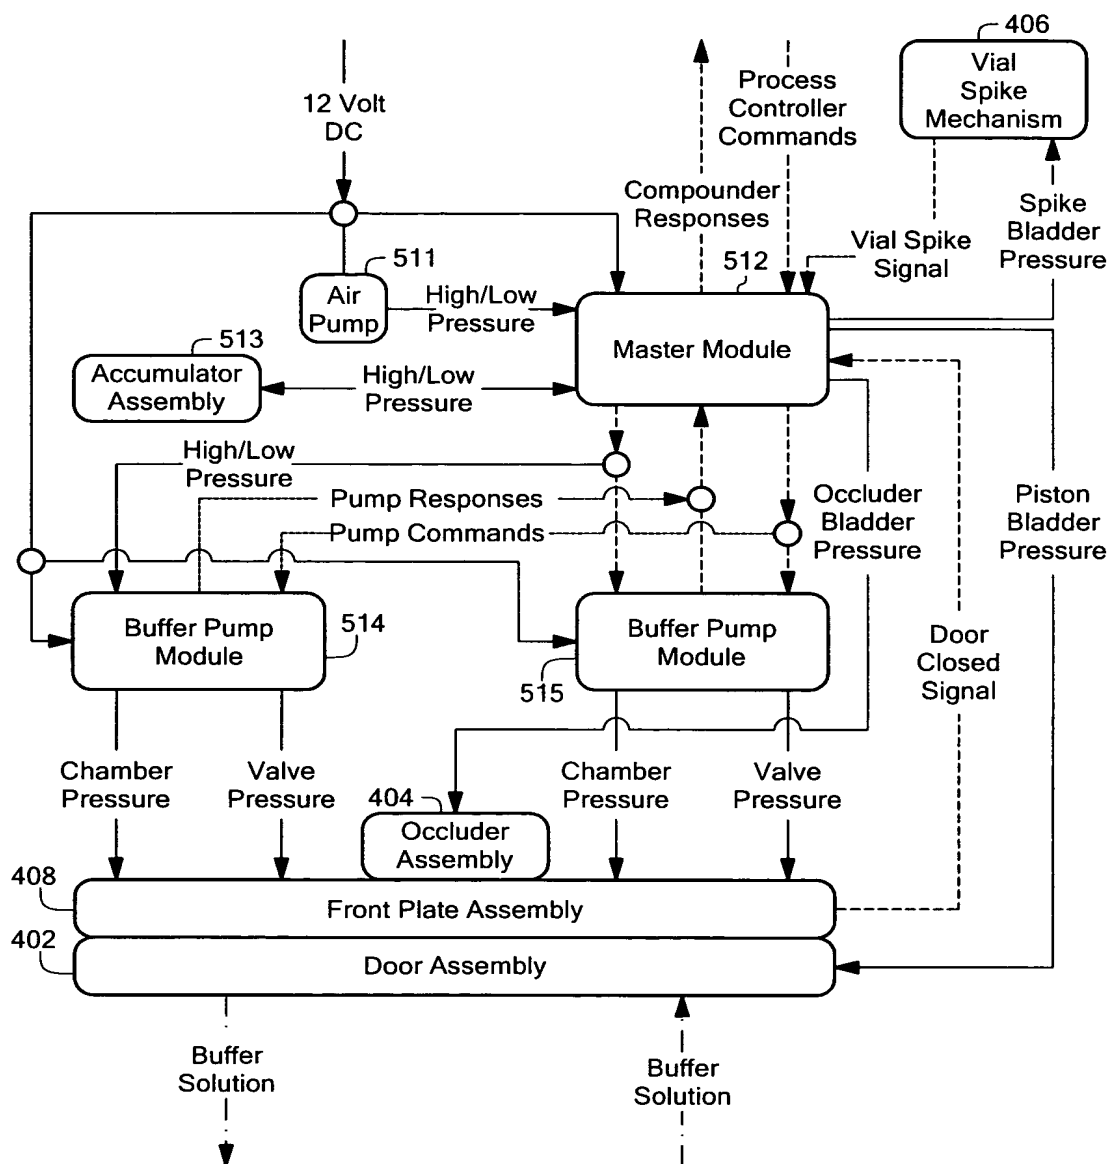 406
Vial
Spike
Mechanism
12 Volt
DC
Process
Controller
Commands
Compounder
Responses
Spike
Bladder
Pressure
Vial Spike
Signal
511
Air
Pump
High/Low
Pressure
512
Master Module
513
Accumulator
Assembly
High/Low
Pressure
High/Low
Pressure
Pump Responses
Pump Commands
Occluder
Bladder
Pressure
Piston
Bladder
Pressure
Buffer Pump
Module
514
Buffer Pump
Module
515
Door
Closed
Signal
Chamber
Pressure
Valve
Pressure
Chamber
Pressure
Valve
Pressure
404
Occluder
Assembly
408
Front Plate Assembly
402
Door Assembly
Buffer
Solution
Buffer
Solution